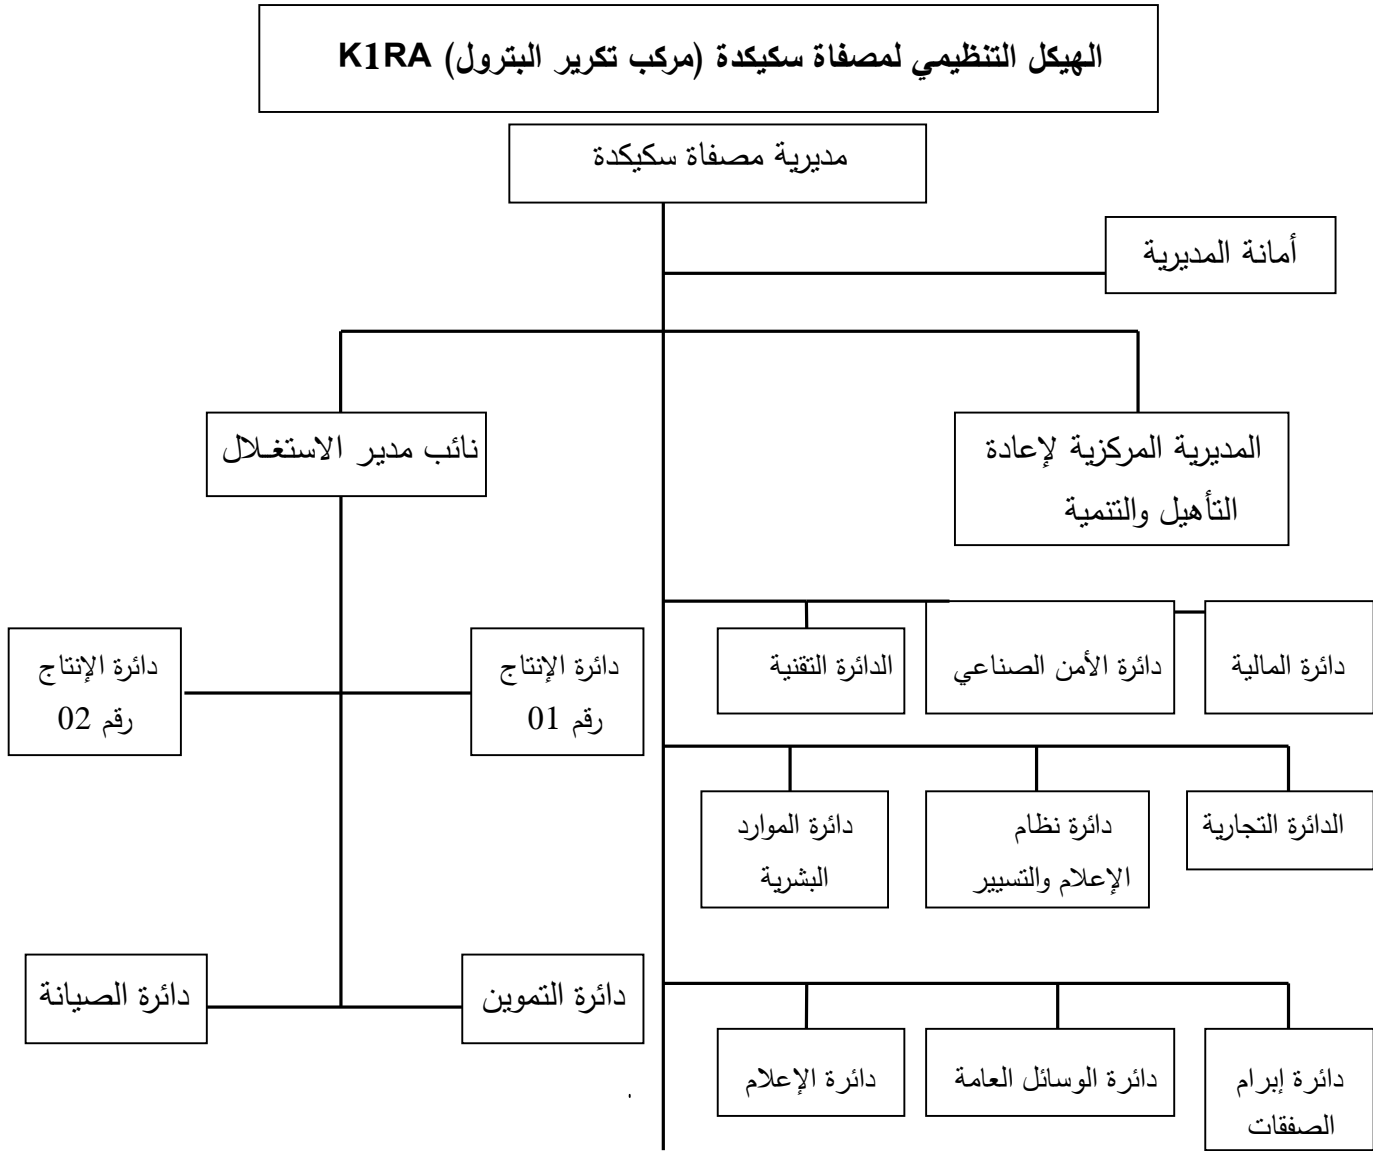 الهيكل التنظيمي لمصفاة سكيكدة (مركب تكرير البترول) K1RA
مديرية مصفاة سكيكدة
أمانة المديرية
المديرية المركزية لإعادة
التأهيل والتنمية
نائب مدير الاستغلال
دائرة المالية
دائرة الأمن الصناعي
الدائرة التقنية
دائرة الإنتاج
رقم 01
دائرة الإنتاج
رقم 02
الدائرة التجارية
دائرة نظام
الإعلام والتسيير
دائرة الموارد
البشرية
دائرة التموين
دائرة الصيانة
دائرة إبرام
الصفقات
دائرة الوسائل العامة
دائرة الإعلام